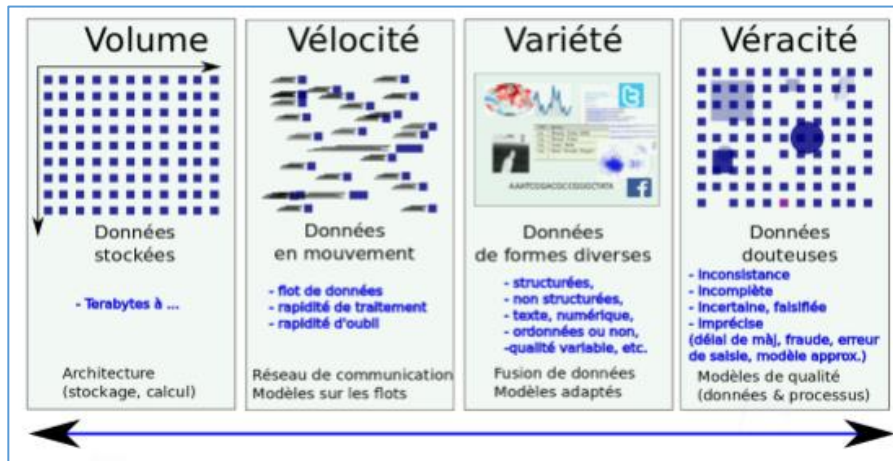 Volume
Données
stockées
- Terabytes à ...
Architecture
(stockage, calcul)
Vélocité
Données
en mouvement
- flot de données
- rapidité de traitement
- rapidité d'oubli
Réseau de communication
Modèles sur les flots
Variété
AAATCGGACGCCGGGCTATA
Données
de formes diverses
- structurées,
- non structurées,
- texte, numérique,
- ordonnées ou non,
-qualité variable, etc.
Fusion de données
Modèles adaptés
Véracité
Données
douteuses
- Inconsistance
- Incomplète
- Incertaine, falsifiée
- Imprécise
(délai de màj, fraude, erreur
de saisie, modèle approx.)
Modèles de qualité
(données & processus)